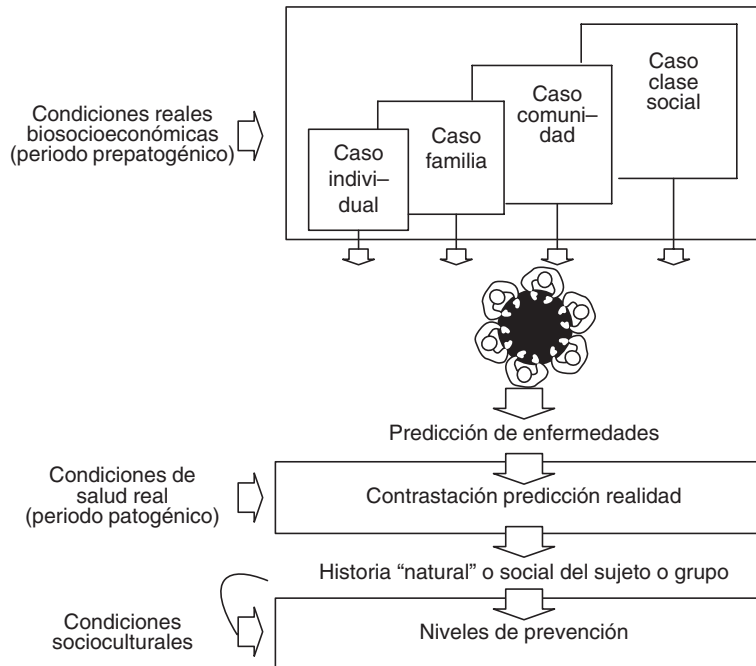 Condiciones reales
biosocioeconómicas
(periodo prepatogénico)
Caso
indivi–
dual
Caso
familia
Caso
comuni–
dad
Caso
clase
social
Predicción de enfermedades
Condiciones de
salud real
(periodo patogénico)
Contrastación predicción realidad
Historia “natural” o social del sujeto o grupo
Condiciones
socioculturales
Niveles de prevención